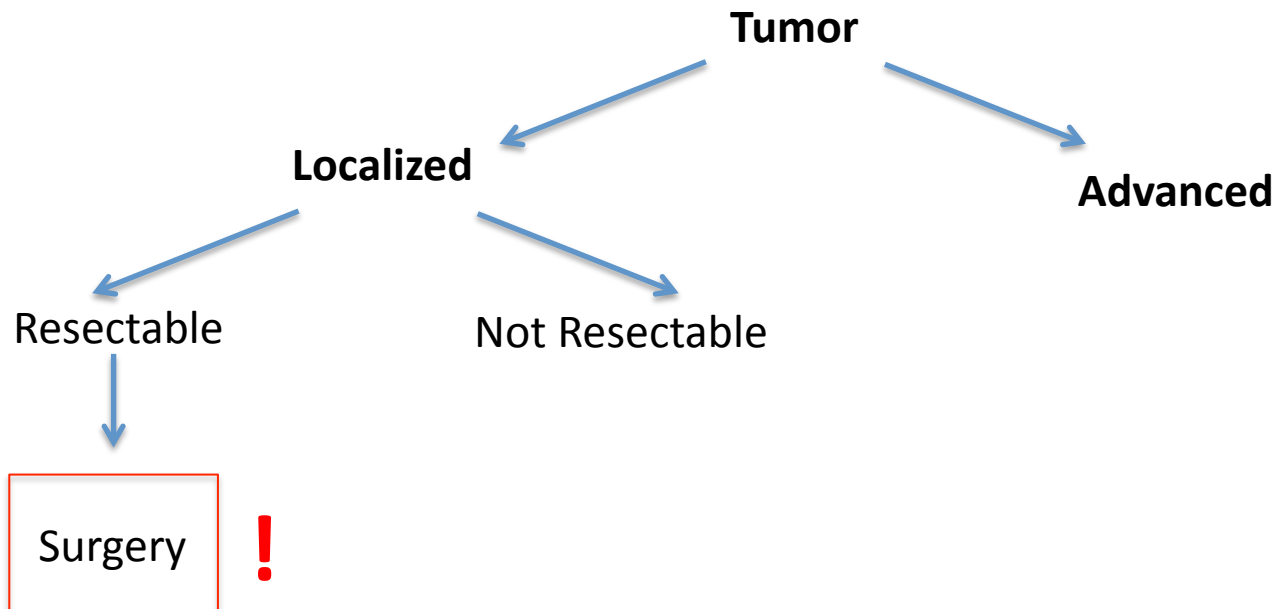 Tumor
Localized
Advanced
Resectable
Not Resectable
Surgery
!